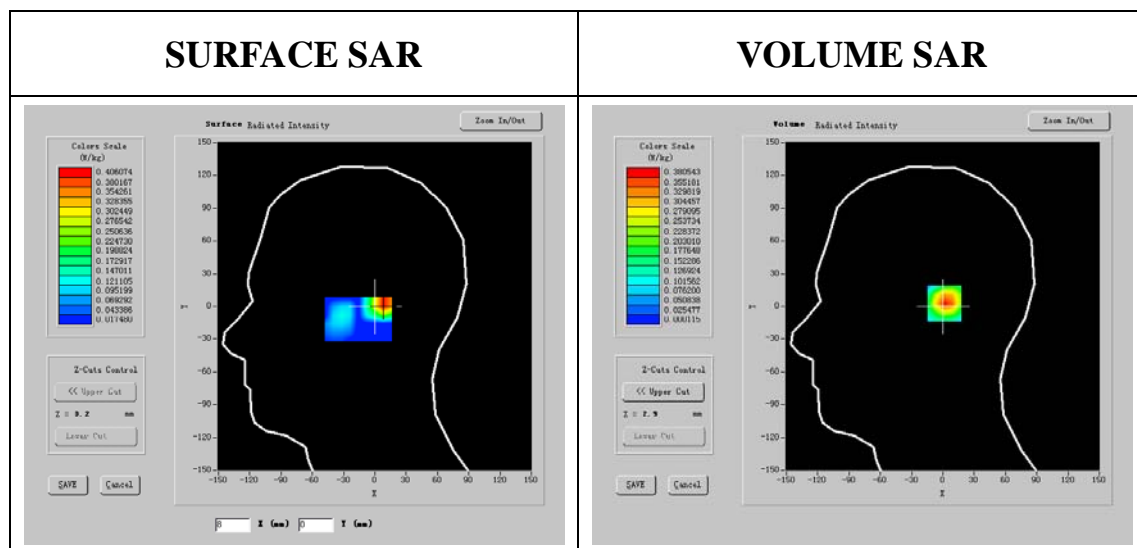 SURFACE SAR
VOLUME SAR
Surface Radiated Intensity
Zoom In/Out
Colors Scale
(W/kg)
0.406074
0.380167
0.354261
0.328355
0.302449
0.276542
0.250636
0.224730
0.198824
0.172917
0.147011
0.121105
0.095199
0.069292
0.043386
0.017480
150
120
90
60
30
0
-30
-60
-90
-120
-150
Y
-150 -120 -90 -60 -30 0 30 60 90 120 150
X
Z-Cuts Control
<< Upper Cut
mm
Lower Cut
SAVE Cancel
8 X (mm) 0 Y (mm)
Volume Radiated Intensity
Zoom In/Out
Colors Scale
(W/kg)
0.380543
0.355181
0.329819
0.304457
0.279095
0.253734
0.228372
0.203010
0.177648
0.152286
0.126924
0.101562
0.076200
0.050838
0.025477
0.000115
150
120
90
60
30
0
-30
-60
-90
-120
-150
Y
-150 -120 -90 -60 -30 0 30 60 90 120 150
X
Z-Cuts Control
<< Upper Cut
mm
Lower Cut
SAVE Cancel